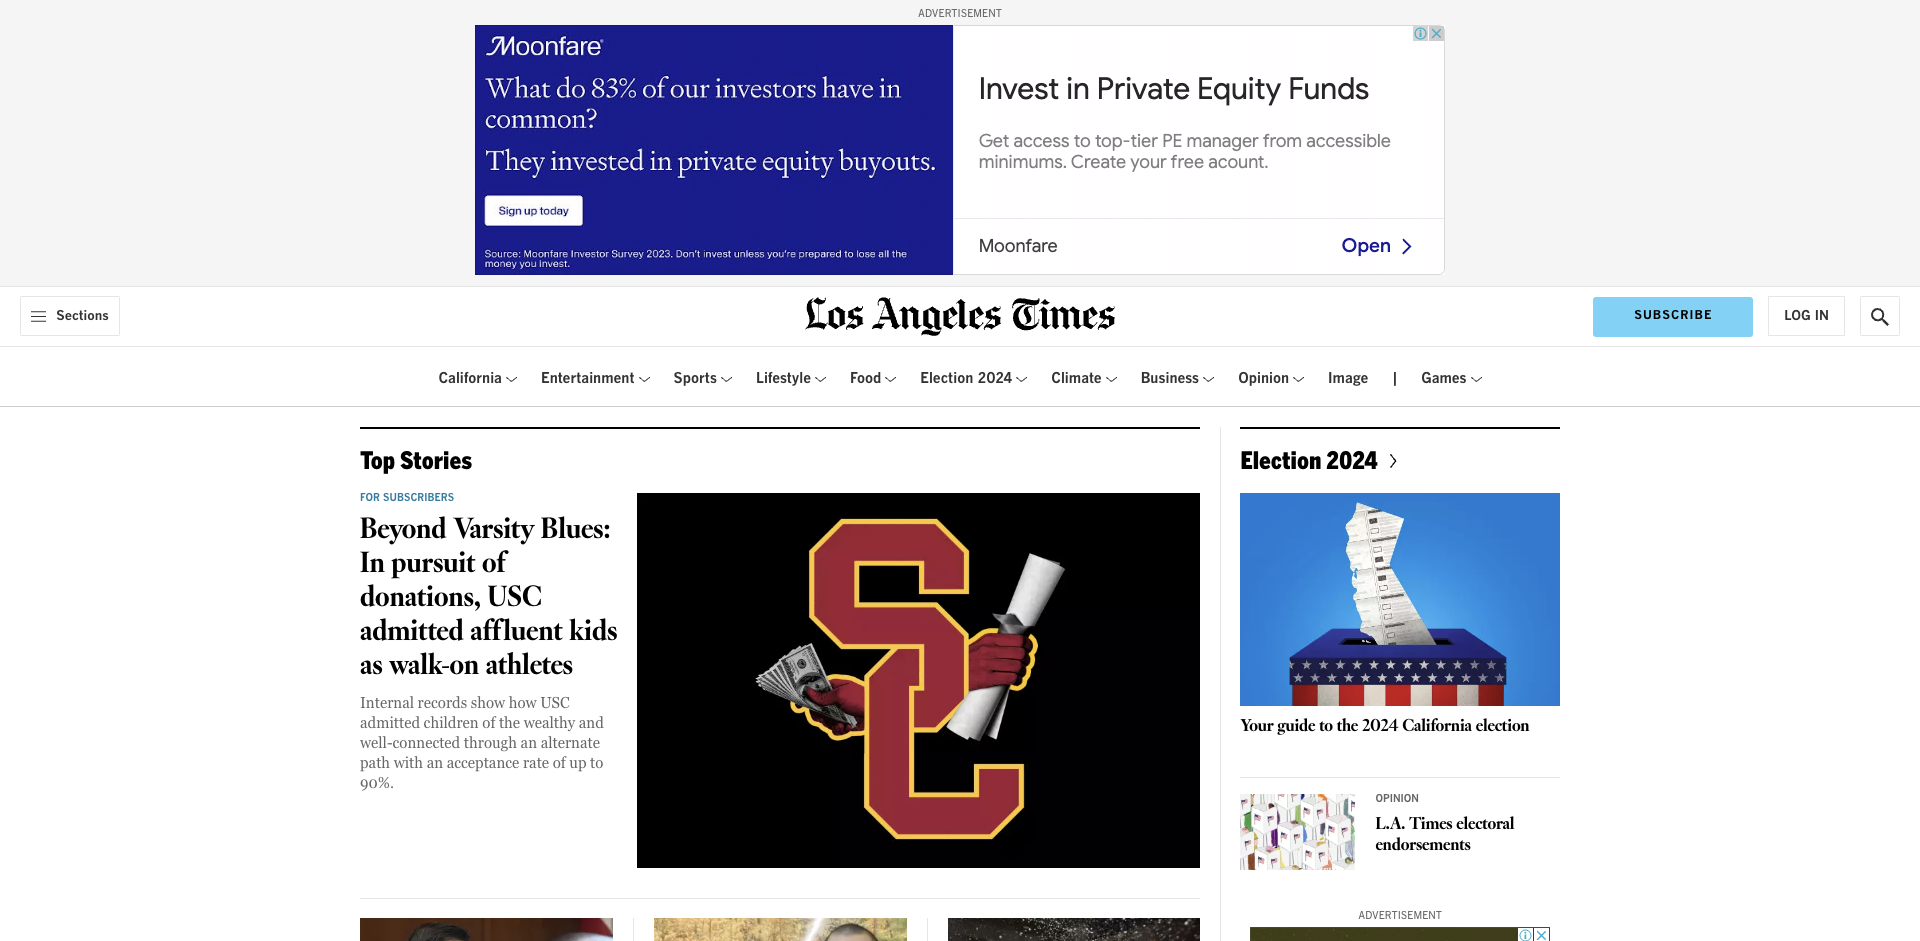 ADVERTISEMENT
Moonfare
What do 83% of our investors have in
common?
They invested in private equity buyouts.
Sign up today
Source: Moonfare Investor Survey 2023. Don't invest unless you're prepared to lose all the
money you invest.
Invest in Private Equity Funds
Get access to top-tier PE manager from accessible
minimums. Create your free acount.
Moonfare
Open
Sections
Los Angeles Times
SUBSCRIBE
LOG IN
California
Entertainment
Sports
Lifestyle
Food
Election 2024
Climate
Business
Opinion
Image
|
Games
Top Stories
FOR SUBSCRIBERS
Beyond Varsity Blues:
In pursuit of
donations, USC
admitted affluent kids
as walk-on athletes
Internal records show how USC
admitted children of the wealthy and
well-connected through an alternate
path with an acceptance rate of up to
90%.
SC
Election 2024
Your guide to the 2024 California election
OPINION
L.A. Times electoral
endorsements
ADVERTISEMENT